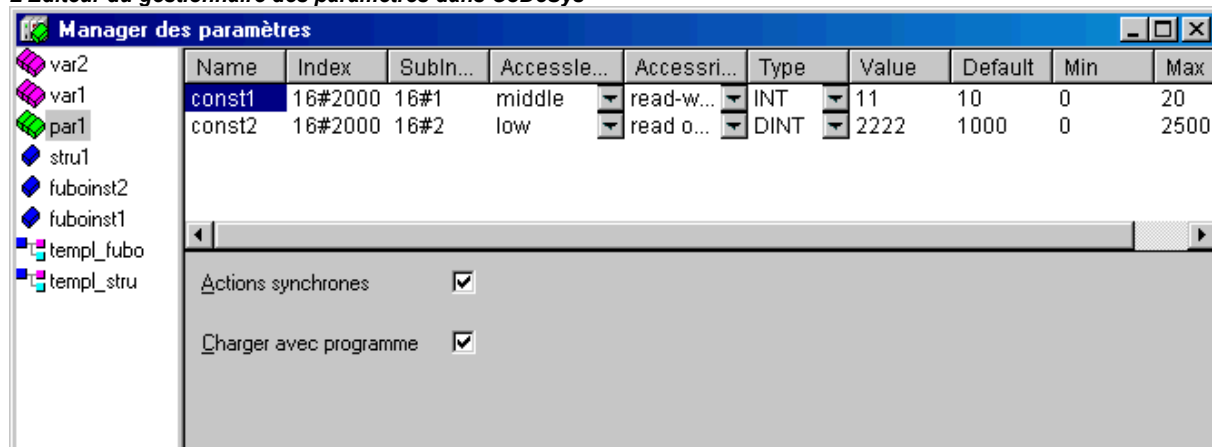 Manager des paramètres
var2
var1
par1
stru1
fuboinst2
fuboinst1
templ_fubo
templ_stru
Name Index SubIn... Accessle... Accessri... Type Value Default Min Max
const1 16#2000 16#1 middle read-w... INT 11 10 0 20
const2 16#2000 16#2 low read o... DINT 2222 1000 0 2500
Actions synchrones
Charger avec programme